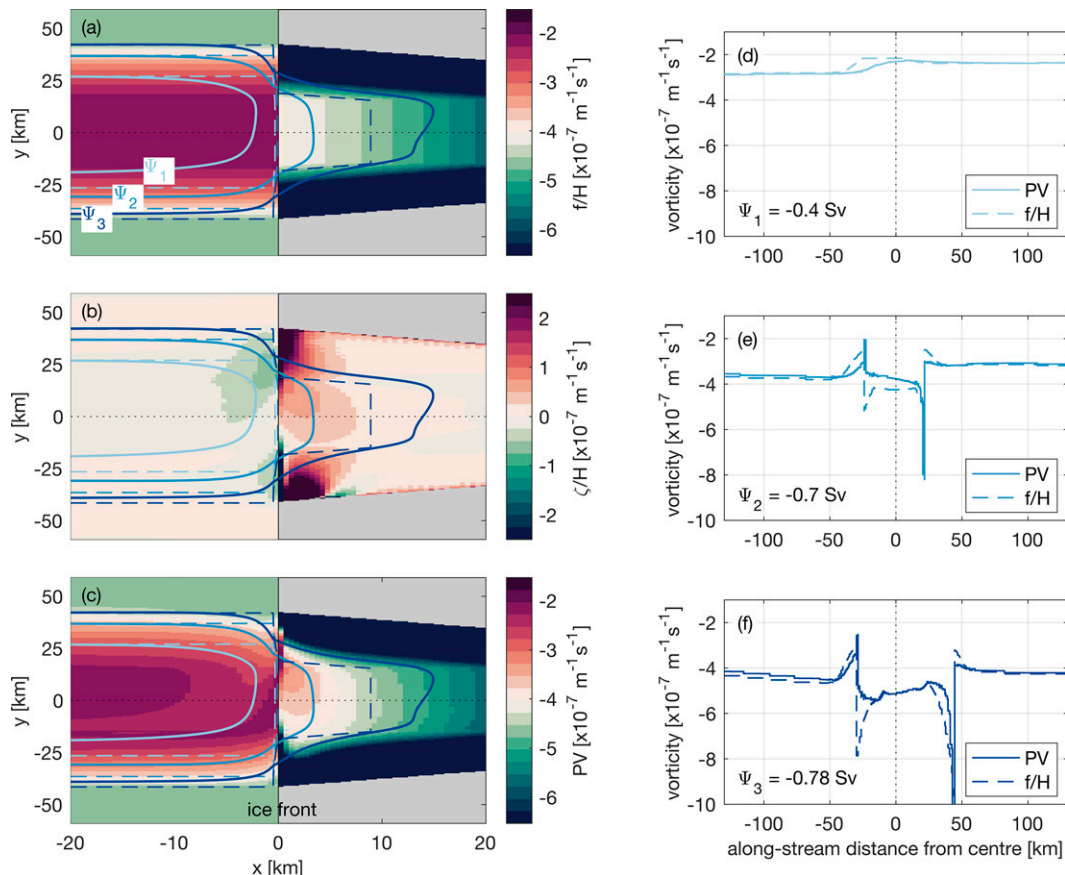 (a)
y [km]
50
25
0
-25
-50
Ψ1
Ψ2
Ψ3
-2
-3
-4
-5
-6
f/H [x10-7 m-1 s-1]
(b)
y [km]
50
25
0
-25
-50
2
1
0
-1
-2
ζ/H [x10-7 m-1 s-1]
(c)
y [km]
50
25
0
-25
-50
ice front
-20
-10
0
10
20
x [km]
-2
-3
-4
-5
-6
PV [x10-7 m-1 s-1]
(d)
vorticity [x10-7 m-1 s-1]
-2
-4
-6
-8
-10
Ψ1 = -0.4 Sv
PV
f/H
-100
-50
0
50
100
(e)
vorticity [x10-7 m-1 s-1]
-2
-4
-6
-8
-10
Ψ2 = -0.7 Sv
PV
f/H
-100
-50
0
50
100
(f)
vorticity [x10-7 m-1 s-1]
-2
-4
-6
-8
-10
Ψ3 = -0.78 Sv
PV
f/H
-100
-50
0
50
100
along-stream distance from centre [km]